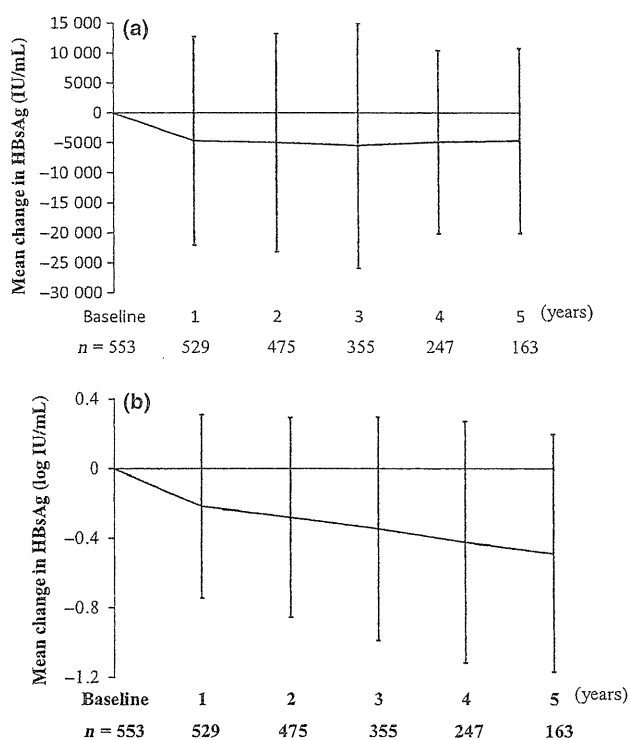 (a)
Mean change in HBsAg (IU/mL)
15 000
10 000
5000
0
−5000
−10 000
−15 000
−20 000
−25 000
−30 000
Baseline 1 2 3 4 5 (years)
n = 553 529 475 355 247 163
(b)
Mean change in HBsAg (log IU/mL)
0.4
0
−0.4
−0.8
−1.2
Baseline 1 2 3 4 5 (years)
n = 553 529 475 355 247 163